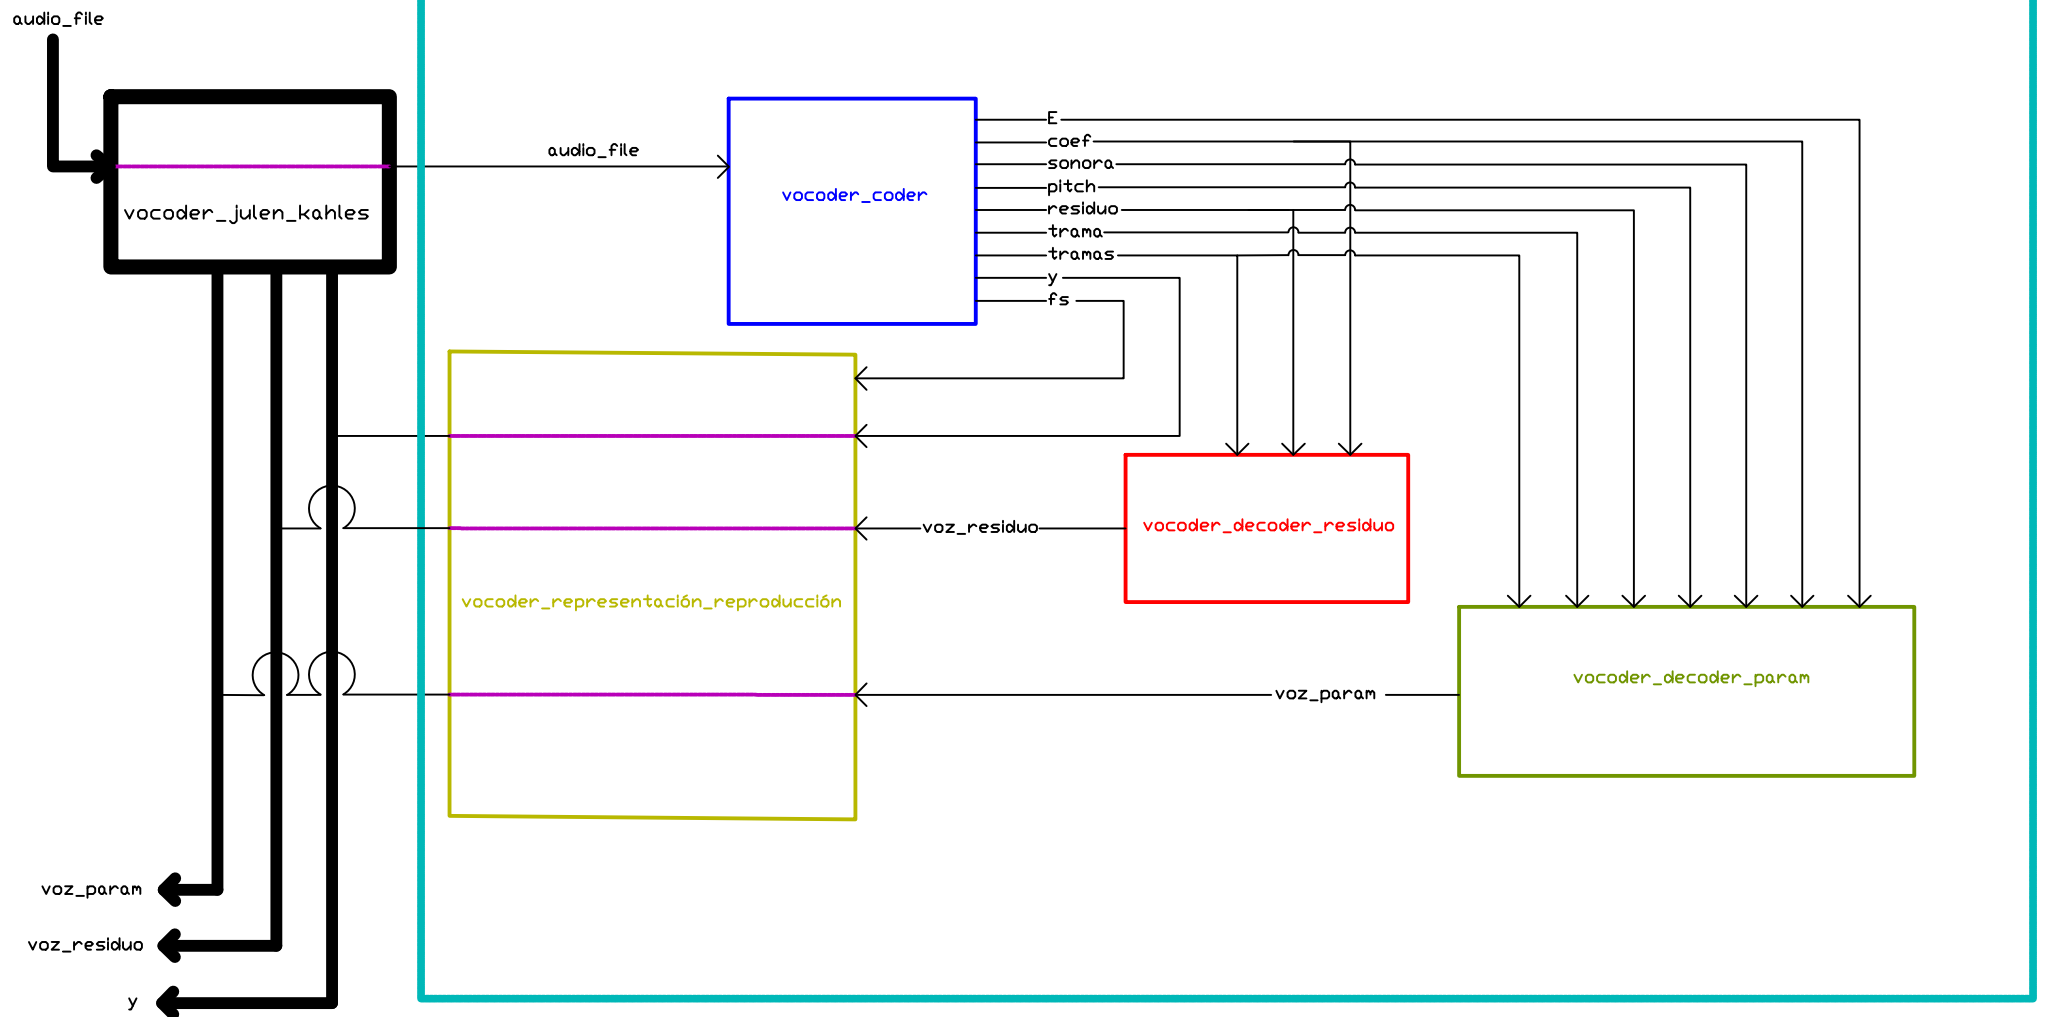 audio_file
vocoder_julen_kahles
audio_file
vocoder_coder
E
coef
sonora
pitch
residuo
trama
tramas
y
fs
voz_residuo
vocoder_decoder_residuo
vocoder_representación_reproducción
vocoder_decoder_param
voz_param
voz_param
voz_residuo
y